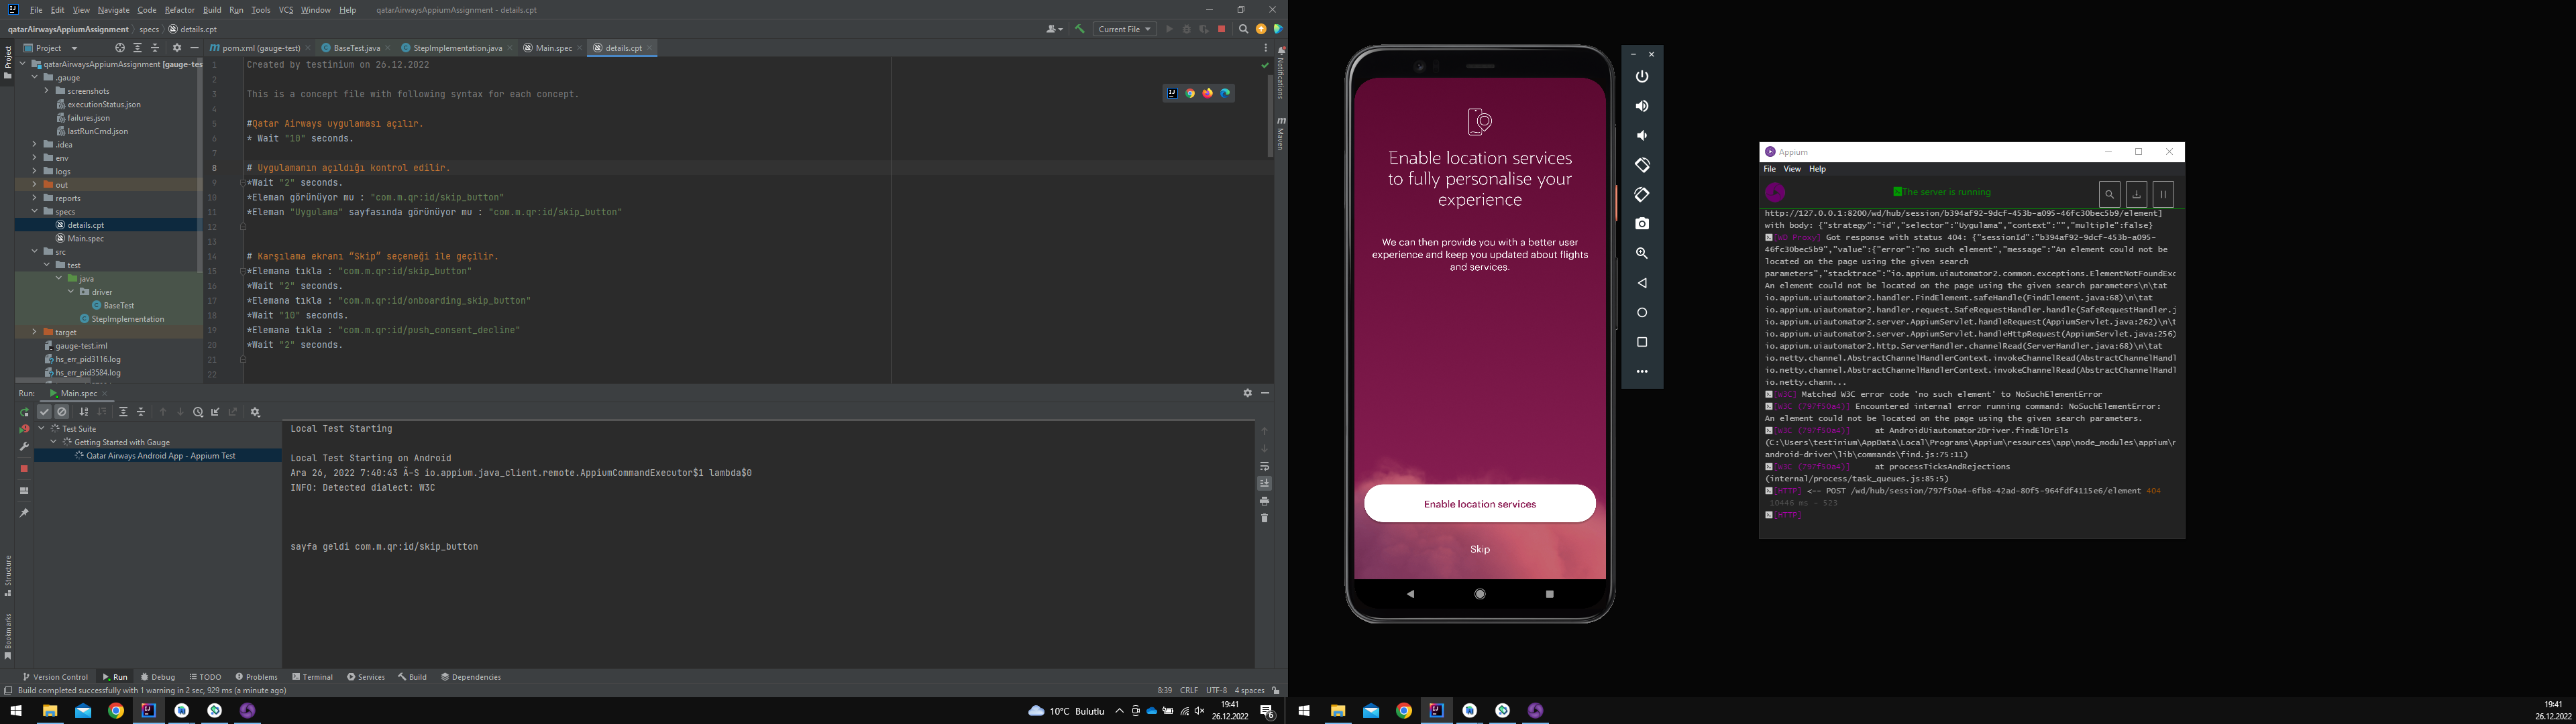 File Edit View Navigate Code Refactor Build Run Tools VCS Window Help qatarAirwaysAppiumAssignment - details.cpt
qatarAirwaysAppiumAssignment specs details.cpt
Current File
Project
pom.xml (gauge-test) BaseTest.java StepImplementation.java Main.spec details.cpt
Project
qatarAirwaysAppiumAssignment [gauge-tes
.gauge
screenshots
executionStatus.json
failures.json
lastRunCmd.json
.idea
env
logs
out
reports
specs
details.cpt
Main.spec
src
test
java
driver
BaseTest
StepImplementation
target
gauge-test.iml
hs_err_pid3116.log
hs_err_pid3584.log
1 Created by testinium on 26.12.2022
2
3 This is a concept file with following syntax for each concept.
4
5 #Qatar Airways uygulaması açılır.
6 * Wait "10" seconds.
7
8 # Uygulamanın açıldığı kontrol edilir.
9 *Wait "2" seconds.
10 *Eleman görünüyor mu : "com.m.qr:id/skip_button"
11 *Eleman "Uygulama" sayfasında görünüyor mu : "com.m.qr:id/skip_button"
12
13
14 # Karşılama ekranı “Skip” seçeneği ile geçilir.
15 *Elemana tıkla : "com.m.qr:id/skip_button"
16 *Wait "2" seconds.
17 *Elemana tıkla : "com.m.qr:id/onboarding_skip_button"
18 *Wait "10" seconds.
19 *Elemana tıkla : "com.m.qr:id/push_consent_decline"
20 *Wait "2" seconds.
21
22
Notifications
Maven
Run: Main.spec
Test Suite
Getting Started with Gauge
Qatar Airways Android App - Appium Test
Local Test Starting
Local Test Starting on Android
Ara 26, 2022 7:40:43 Ã-S io.appium.java_client.remote.AppiumCommandExecutor$1 lambda$0
INFO: Detected dialect: W3C
sayfa geldi com.m.qr:id/skip_button
Structure
Bookmarks
Version Control Run Debug TODO Problems Terminal Services Build Dependencies
Build completed successfully with 1 warning in 2 sec, 929 ms (a minute ago)
8:39 CRLF UTF-8 4 spaces
10°C Bulutlu
19:41
26.12.2022
6
Enable location services
to fully personalise your
experience
We can then provide you with a better user
experience and keep you updated about flights
and services.
Enable location services
Skip
Appium
File View Help
The server is running
http://127.0.0.1:8200/wd/hub/session/b394af92-9dcf-453b-a095-46fc30bec5b9/element]
with body: {"strategy":"id","selector":"Uygulama","context":"","multiple":false}
[WD Proxy] Got response with status 404: {"sessionId":"b394af92-9dcf-453b-a095-
46fc30bec5b9","value":{"error":"no such element","message":"An element could not be
located on the page using the given search
parameters","stacktrace":"io.appium.uiautomator2.common.exceptions.ElementNotFoundExc
An element could not be located on the page using the given search parameters\n\tat
io.appium.uiautomator2.handler.FindElement.safeHandle(FindElement.java:68)\n\tat
io.appium.uiautomator2.handler.request.SafeRequestHandler.handle(SafeRequestHandler.j
io.appium.uiautomator2.server.AppiumServlet.handleRequest(AppiumServlet.java:262)\n\t
io.appium.uiautomator2.server.AppiumServlet.handleHttpRequest(AppiumServlet.java:256)
io.appium.uiautomator2.http.ServerHandler.channelRead(ServerHandler.java:68)\n\tat
io.netty.channel.AbstractChannelHandlerContext.invokeChannelRead(AbstractChannelHandl
io.netty.channel.AbstractChannelHandlerContext.invokeChannelRead(AbstractChannelHandl
io.netty.chann...
[W3C] Matched W3C error code 'no such element' to NoSuchElementError
[W3C (797f50a4)] Encountered internal error running command: NoSuchElementError:
An element could not be located on the page using the given search parameters.
[W3C (797f50a4)] at AndroidUiautomator2Driver.findElOrEls
(C:\Users\testinium\AppData\Local\Programs\Appium\resources\app\node_modules\appium\n
android-driver\lib\commands\find.js:75:11)
[W3C (797f50a4)] at processTicksAndRejections
(internal/process/task_queues.js:85:5)
[HTTP] <-- POST /wd/hub/session/797f50a4-6fb8-42ad-80f5-964fdf4115e6/element 404
10446 ms - 523
[HTTP]
19:41
26.12.2022